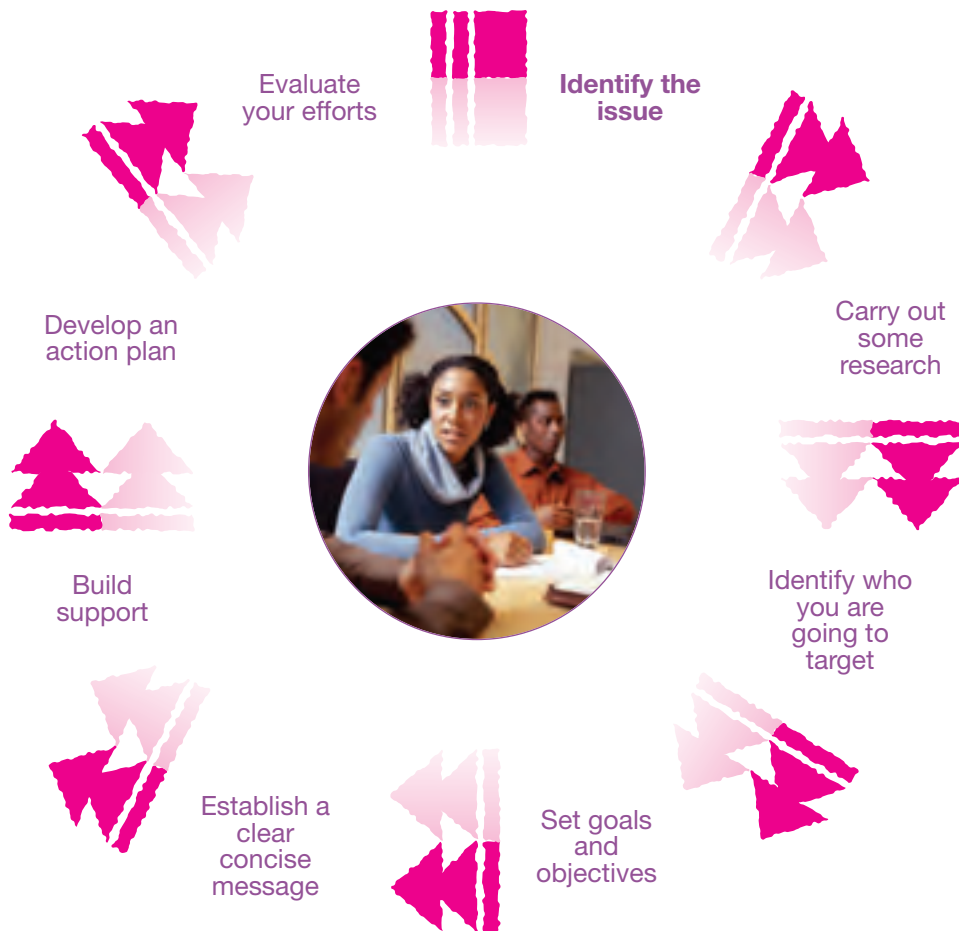 Identify the
issue
Carry out
some
research
Identify who
you are
going to
target
Set goals
and
objectives
Establish a
clear
concise
message
Build
support
Develop an
action plan
Evaluate
your efforts